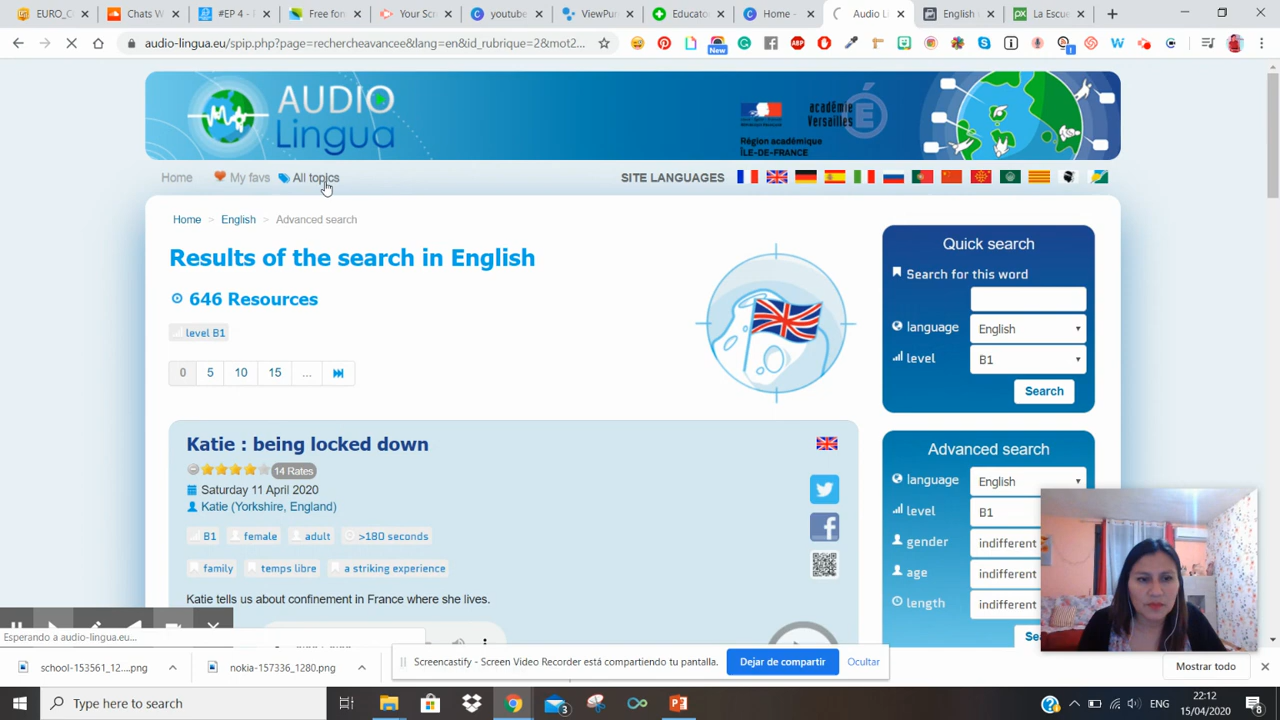 EURO_C
Chats W
#EP 4 -
Free fon
Your Scr
youtube
ViewPur
Educato
Home -
Audio Li
English
La Escue
audio-lingua.eu/spip.php?page=rechercheavancee&lang=en&id_rubrique=2&mot2...
New
ABP
AUDIO
Lingua
Région académique
ÎLE-DE-FRANCE
académie
Versailles
Home
My favs
All topics
SITE LANGUAGES
Home > English > Advanced search
Results of the search in English
646 Resources
level B1
0 5 10 15 ...
Katie : being locked down
14 Rates
Saturday 11 April 2020
Katie (Yorkshire, England)
B1 female adult >180 seconds
family temps libre a striking experience
Katie tells us about confinement in France where she lives.
Quick search
Search for this word
language English
level B1
Search
Advanced search
language English
level B1
gender indifferent
age indifferent
length indifferent
Esperando a audio-lingua.eu...
school-153561_12....png
nokia-157336_1280.png
Screencastify - Screen Video Recorder está compartiendo tu pantalla.
Dejar de compartir
Ocultar
Mostrar todo
Type here to search
3
ENG
22:12
15/04/2020
8